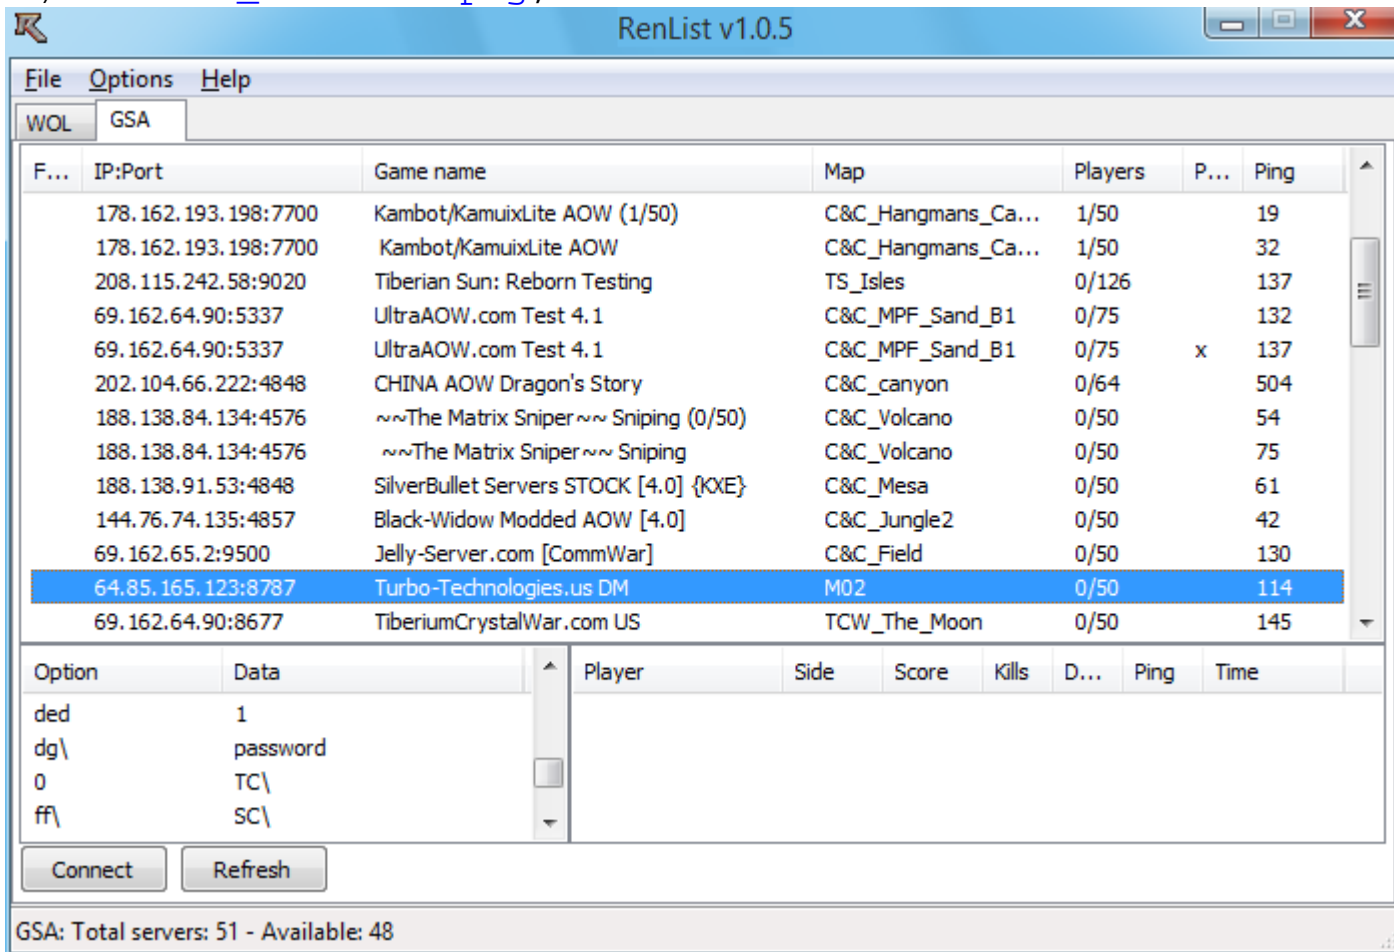 RenList v1.0.5
File Options Help
WOL GSA
F... IP:Port Game name Map Players P... Ping
178.162.193.198:7700 Kambot/KamuixLite AOW (1/50) C&C_Hangmans_Ca... 1/50 19
178.162.193.198:7700 Kambot/KamuixLite AOW C&C_Hangmans_Ca... 1/50 32
208.115.242.58:9020 Tiberian Sun: Reborn Testing TS_Isles 0/126 137
69.162.64.90:5337 UltraAOW.com Test 4.1 C&C_MPF_Sand_B1 0/75 132
69.162.64.90:5337 UltraAOW.com Test 4.1 C&C_MPF_Sand_B1 0/75 x 137
202.104.66.222:4848 CHINA AOW Dragon's Story C&C_canyon 0/64 504
188.138.84.134:4576 ~~The Matrix Sniper~~ Sniping (0/50) C&C_Volcano 0/50 54
188.138.84.134:4576 ~~The Matrix Sniper~~ Sniping C&C_Volcano 0/50 75
188.138.91.53:4848 SilverBullet Servers STOCK [4.0] {KXE} C&C_Mesa 0/50 61
144.76.74.135:4857 Black-Widow Modded AOW [4.0] C&C_Jungle2 0/50 42
69.162.65.2:9500 Jelly-Server.com [CommWar] C&C_Field 0/50 130
64.85.165.123:8787 Turbo-Technologies.us DM M02 0/50 114
69.162.64.90:8677 TiberiumCrystalWar.com US TCW_The_Moon 0/50 145
Option Data Player Side Score Kills D... Ping Time
ded 1
dg\ password
0 TC\
ff\ SC\
Connect Refresh
GSA: Total servers: 51 - Available: 48